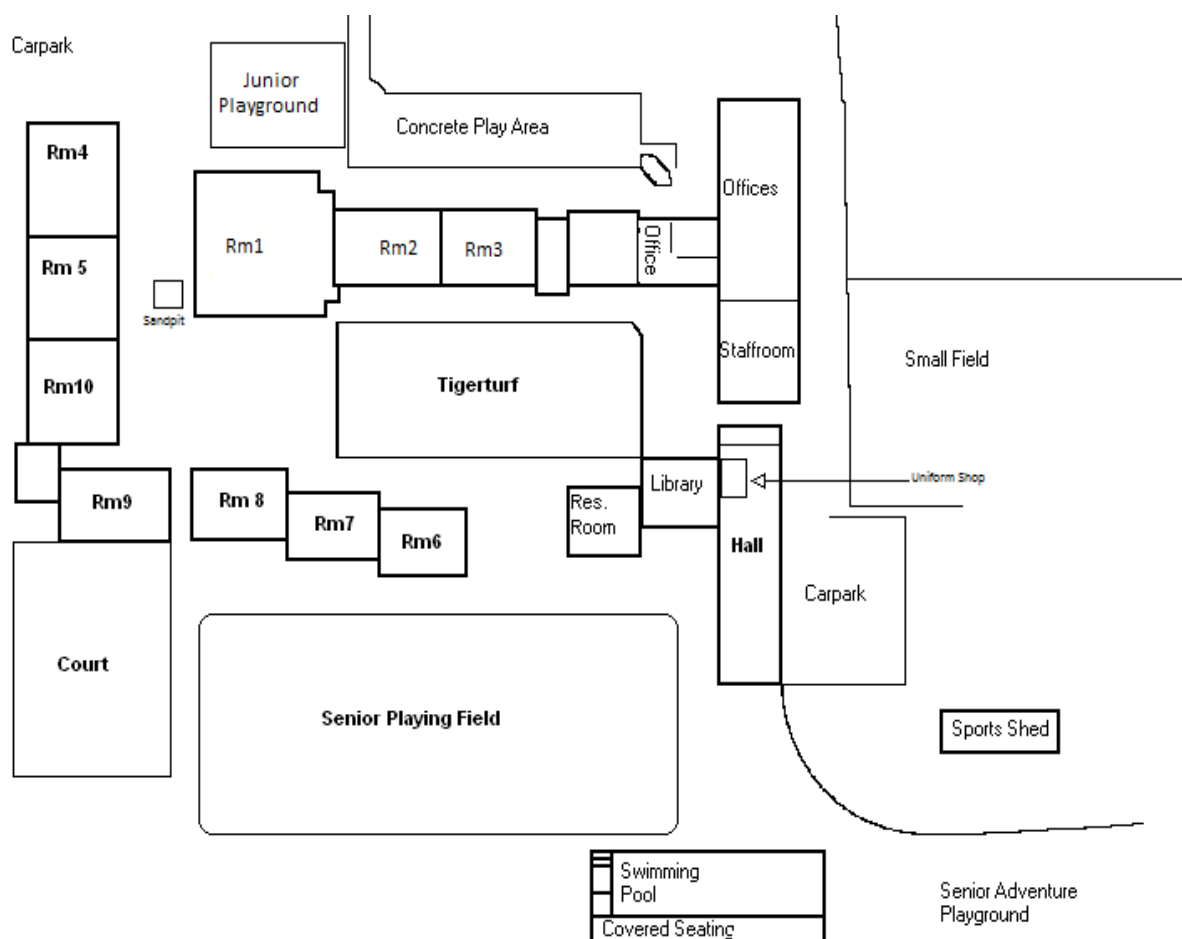 Carpark
Junior
Playground
Concrete Play Area
Rm4
Offices
Rm1
Rm2
Rm3
Office
Rm 5
Sandpit
Staffroom
Small Field
Rm10
Tigerturf
Uniform Shop
Library
Rm9
Rm 8
Rm7
Rm6
Res.
Room
Hall
Carpark
Court
Senior Playing Field
Sports Shed
Swimming
Pool
Covered Seating
Senior Adventure
Playground